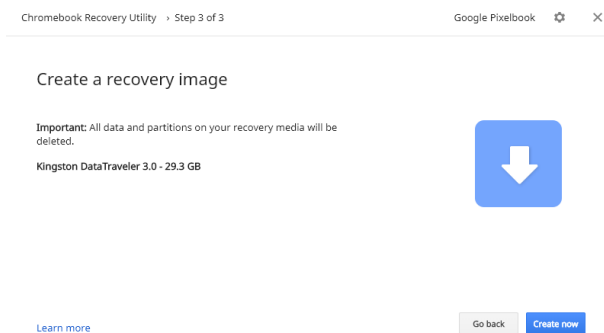 Chromebook Recovery Utility › Step 3 of 3
Google Pixelbook
Create a recovery image
Important: All data and partitions on your recovery media will be
deleted.
Kingston DataTraveler 3.0 - 29.3 GB
Learn more
Go back
Create now